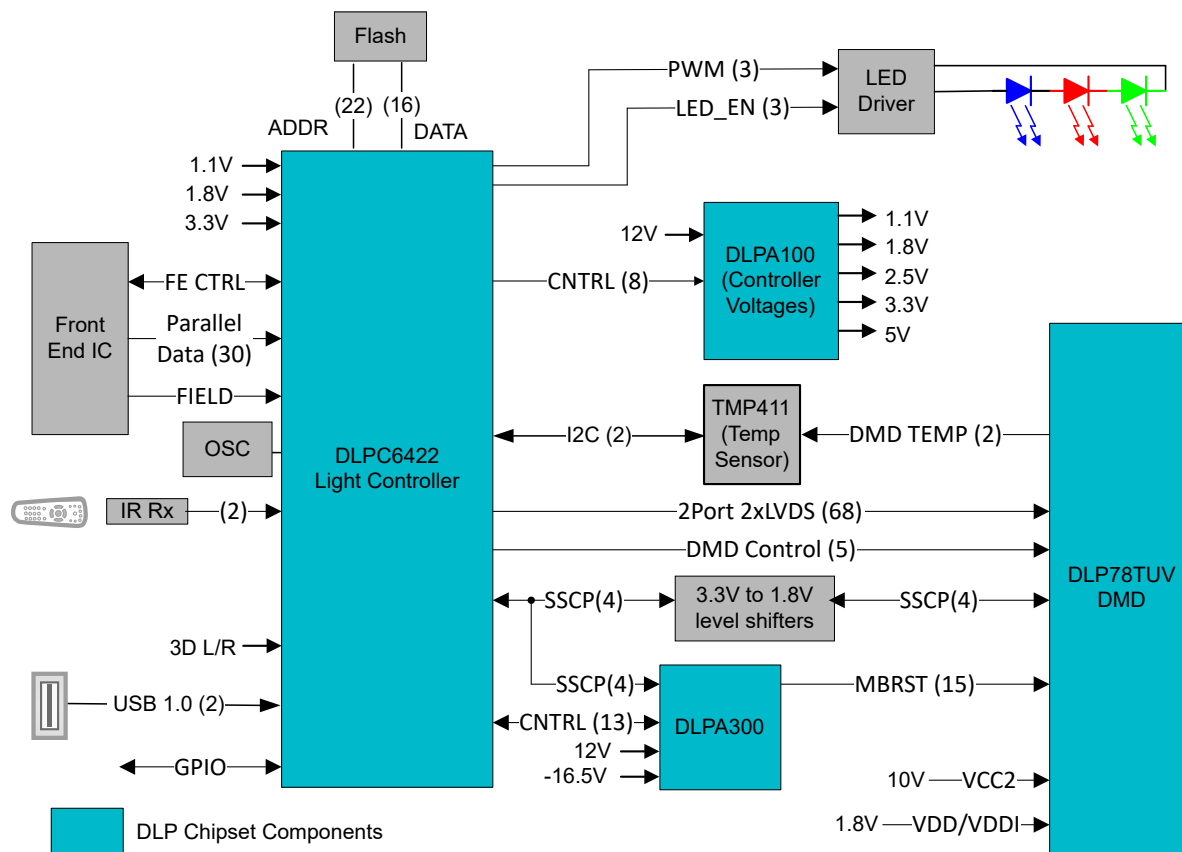 Flash
(22)
(16)
ADDR
DATA
PWM (3)
LED_EN (3)
LED
Driver
1.1V
1.8V
3.3V
12V
CNTRL (8)
DLPA100
(Controller
Voltages)
1.1V
1.8V
2.5V
3.3V
5V
Front
End IC
FE CTRL
Parallel
Data (30)
FIELD
OSC
IR Rx
(2)
DLPC6422
Light Controller
I2C (2)
TMP411
(Temp
Sensor)
DMD TEMP (2)
2Port 2xLVDS (68)
DMD Control (5)
SSCP(4)
3.3V to 1.8V
level shifters
SSCP(4)
DLP78TUV
DMD
3D L/R
USB 1.0 (2)
GPIO
SSCP(4)
CNTRL (13)
12V
-16.5V
DLPA300
MBRST (15)
10V
VCC2
1.8V
VDD/VDDI
DLP Chipset Components